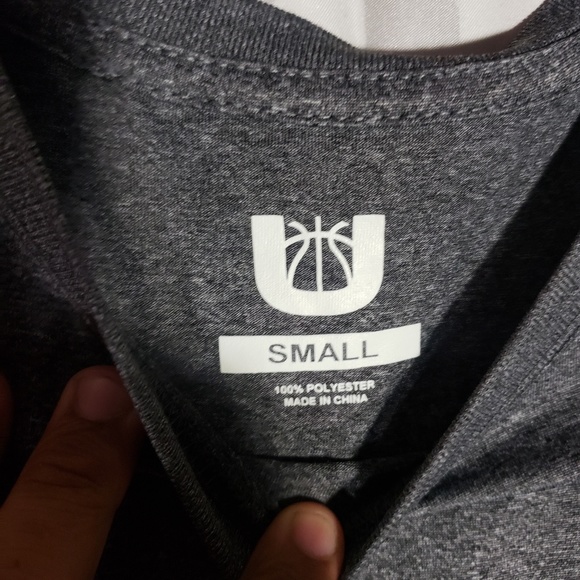 U
SMALL
100% POLYESTER
MADE IN CHINA